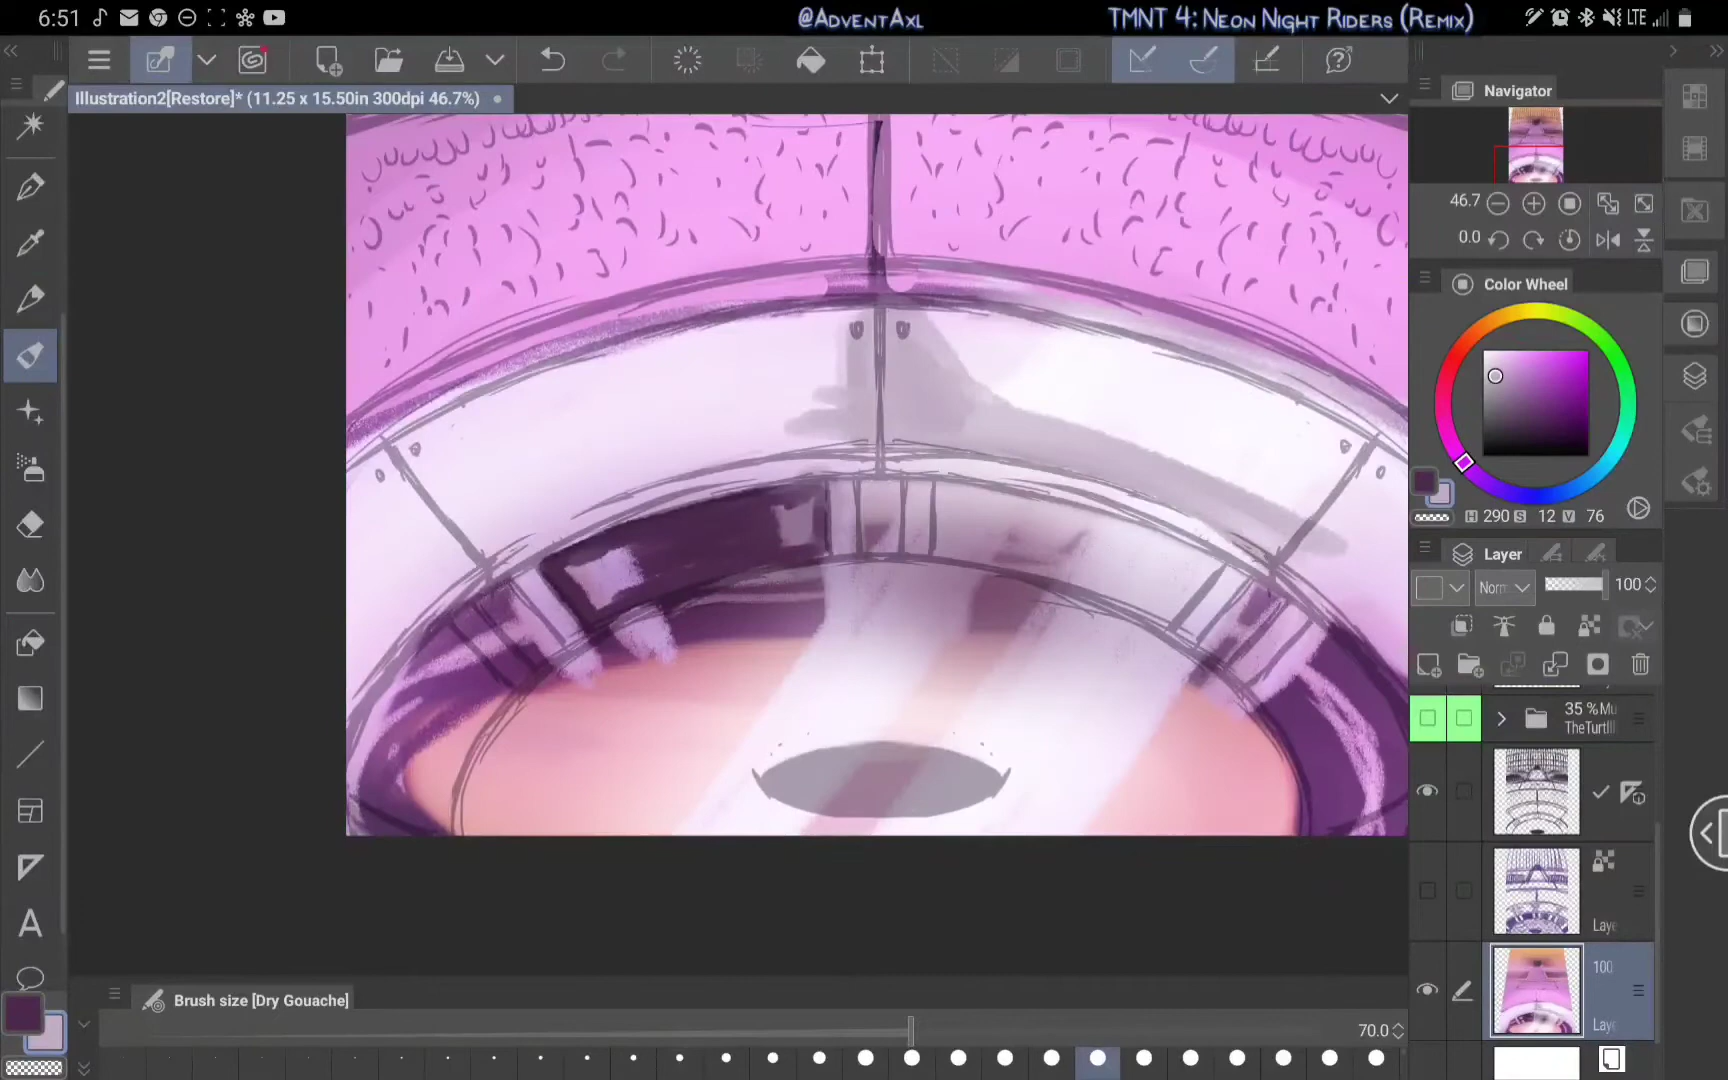 6:51
@AdventAxl
TMNT 4: Neon Night Riders (Remix)
LTE
Illustration2[Restore]* (11.25 x 15.50in 300dpi 46.7%)
Navigator
46.7
0.0
Color Wheel
H 290 S 12 V 76
Layer
Norm
100
35 % Mu
TheTurtl
Laye
100
Laye
A
Brush size [Dry Gouache]
70.0